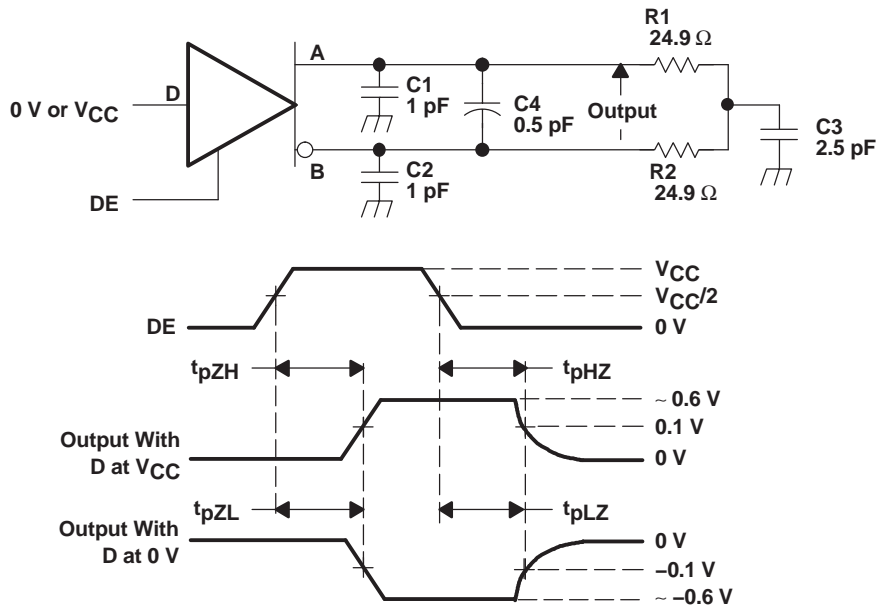 R1
24.9 Ω
A
D
C1
1 pF
C4
0.5 pF
Output
0 V or VCC
C3
2.5 pF
B
C2
1 pF
R2
24.9 Ω
DE
VCC
VCC/2
DE
0 V
tpZH
tpHZ
~ 0.6 V
0.1 V
Output With
D at VCC
0 V
tpZL
tpLZ
Output With
D at 0 V
0 V
–0.1 V
~ –0.6 V